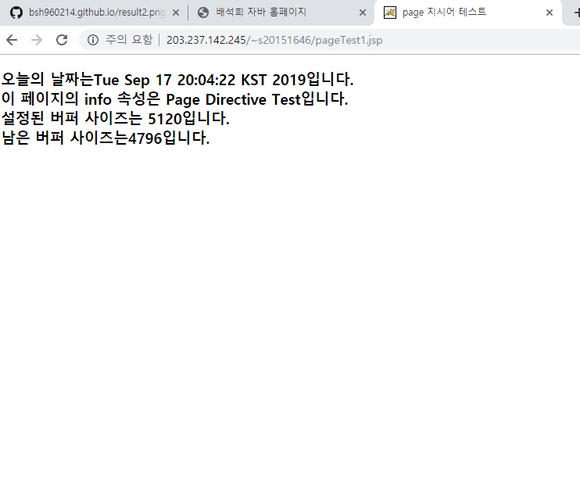 bsh960214.github.io/result2.png
배석희 자바 홈페이지
page 지시어 테스트
주의 요함 | 203.237.142.245/~s20151646/pageTest1.jsp
오늘의 날짜는Tue Sep 17 20:04:22 KST 2019입니다.
이 페이지의 info 속성은 Page Directive Test입니다.
설정된 버퍼 사이즈는 5120입니다.
남은 버퍼 사이즈는4796입니다.